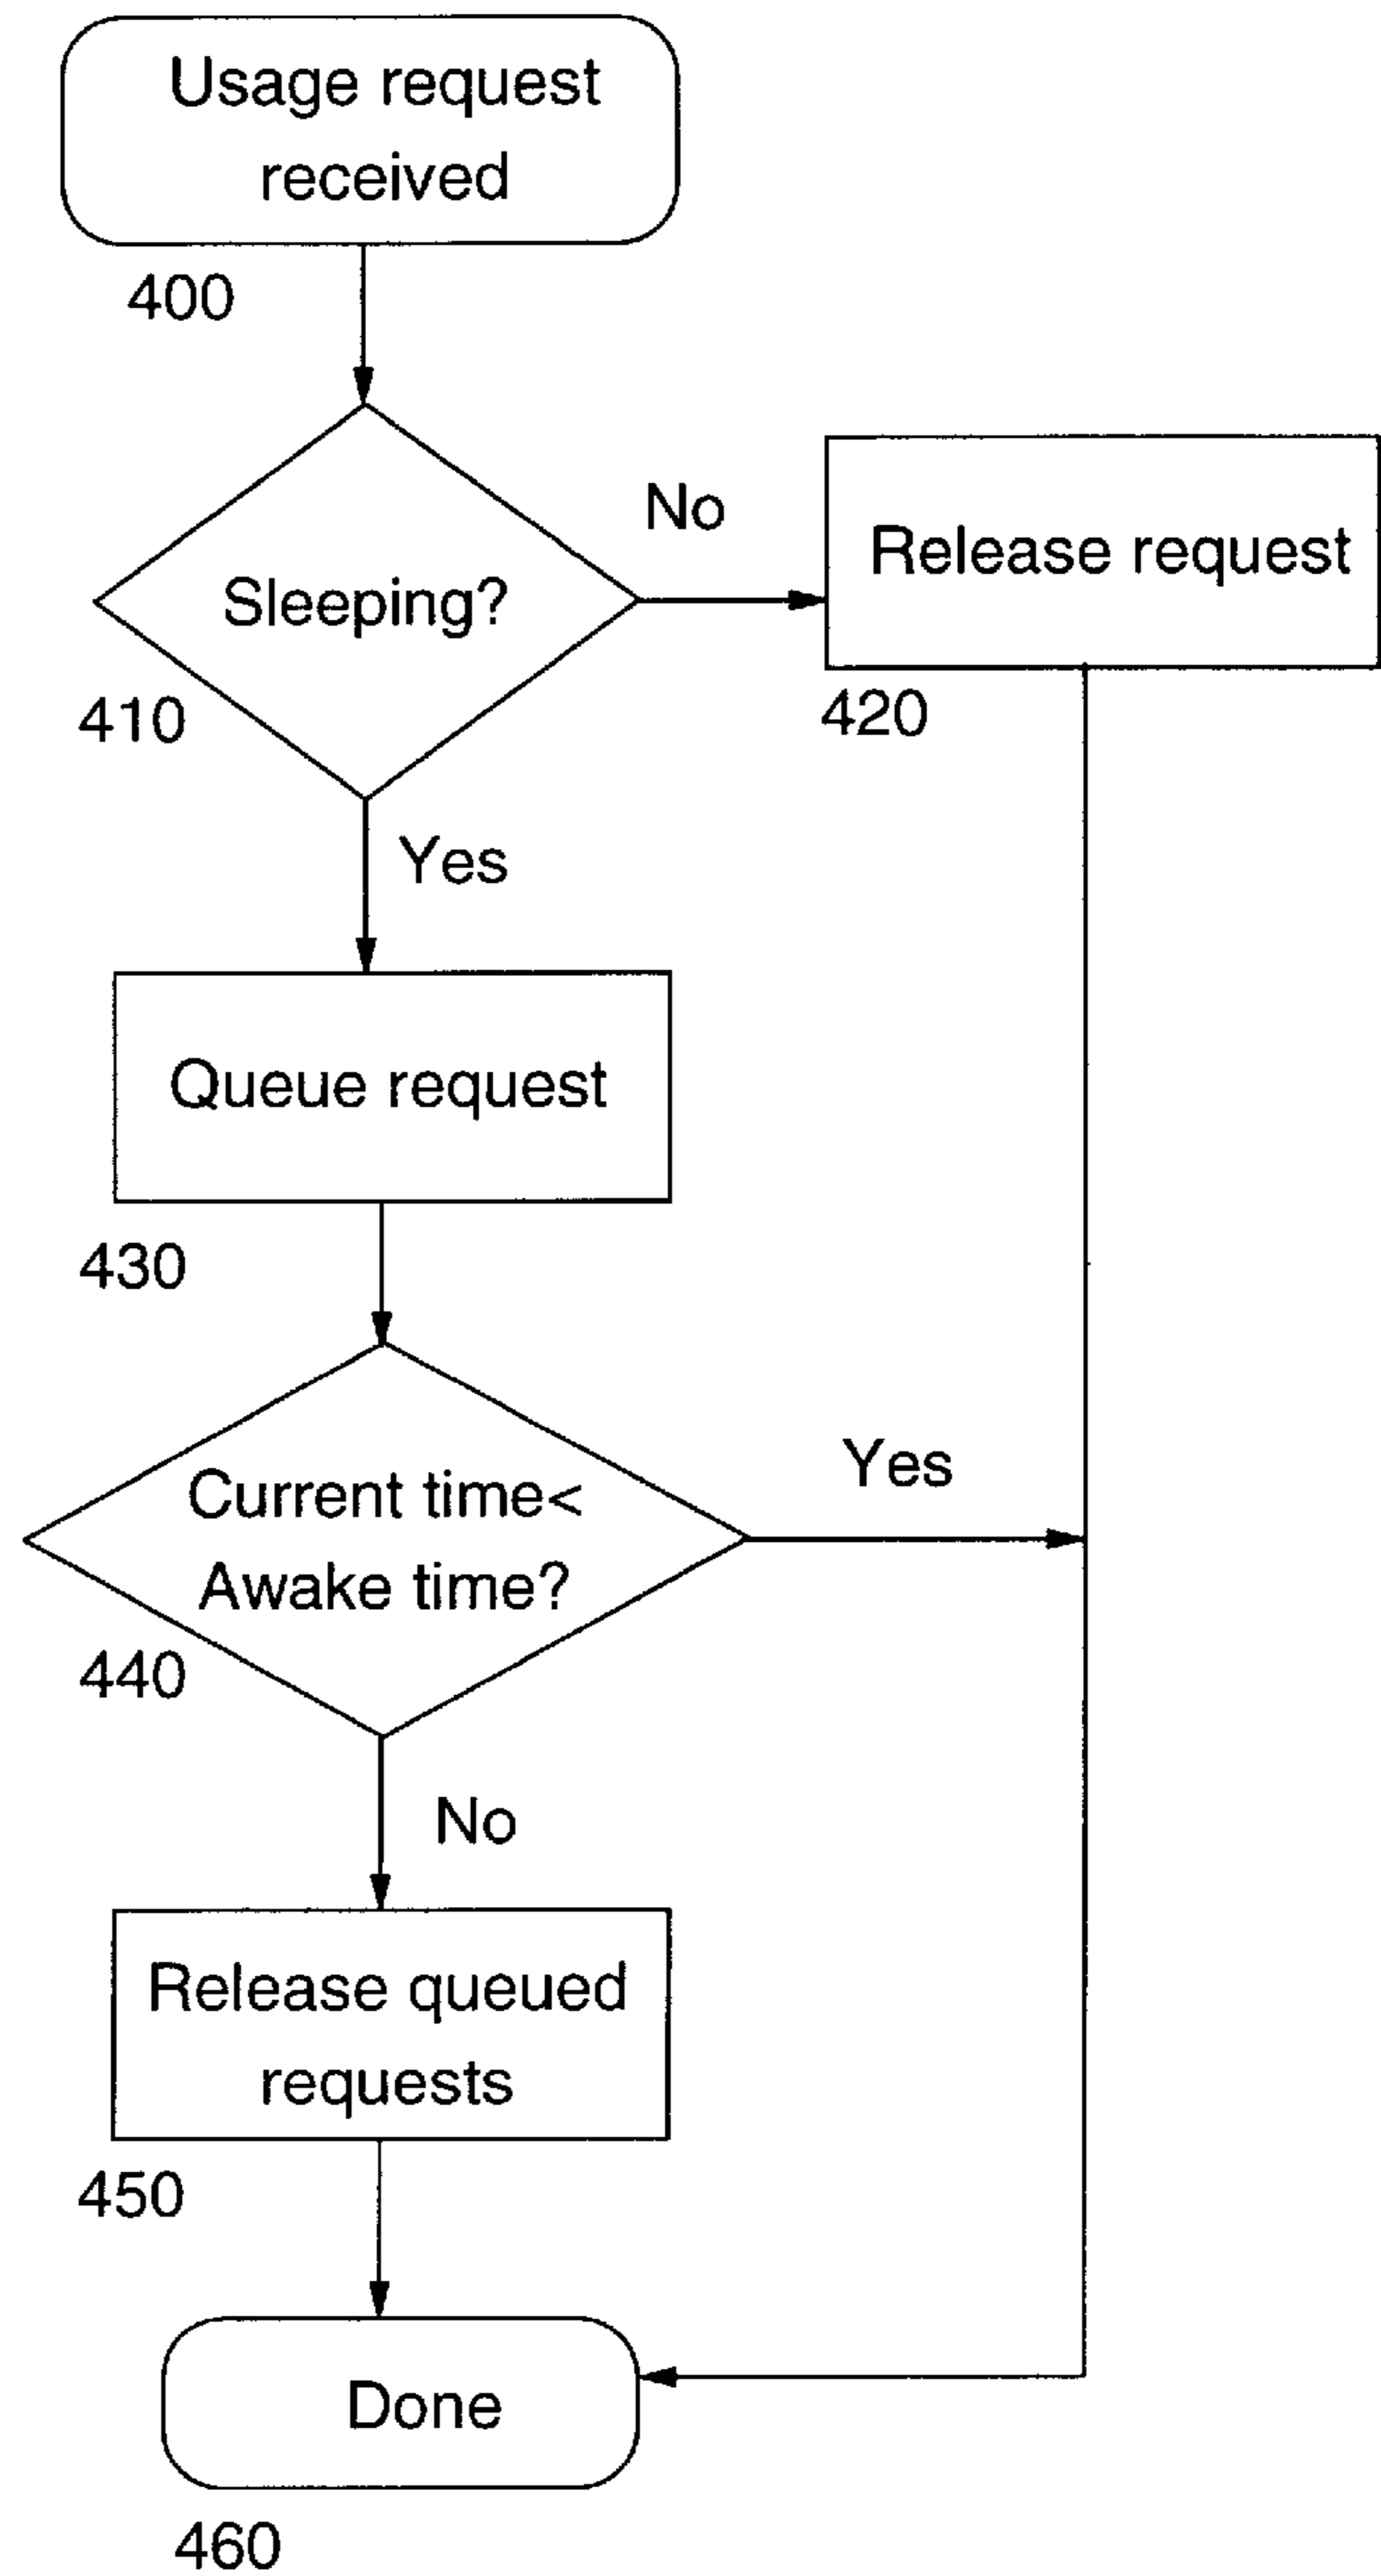 Usage request
received
400
No
Release request
Sleeping?
410
420
Yes
Queue request
430
Current time<
Awake time?
Yes
440
No
Release queued
requests
450
Done
460